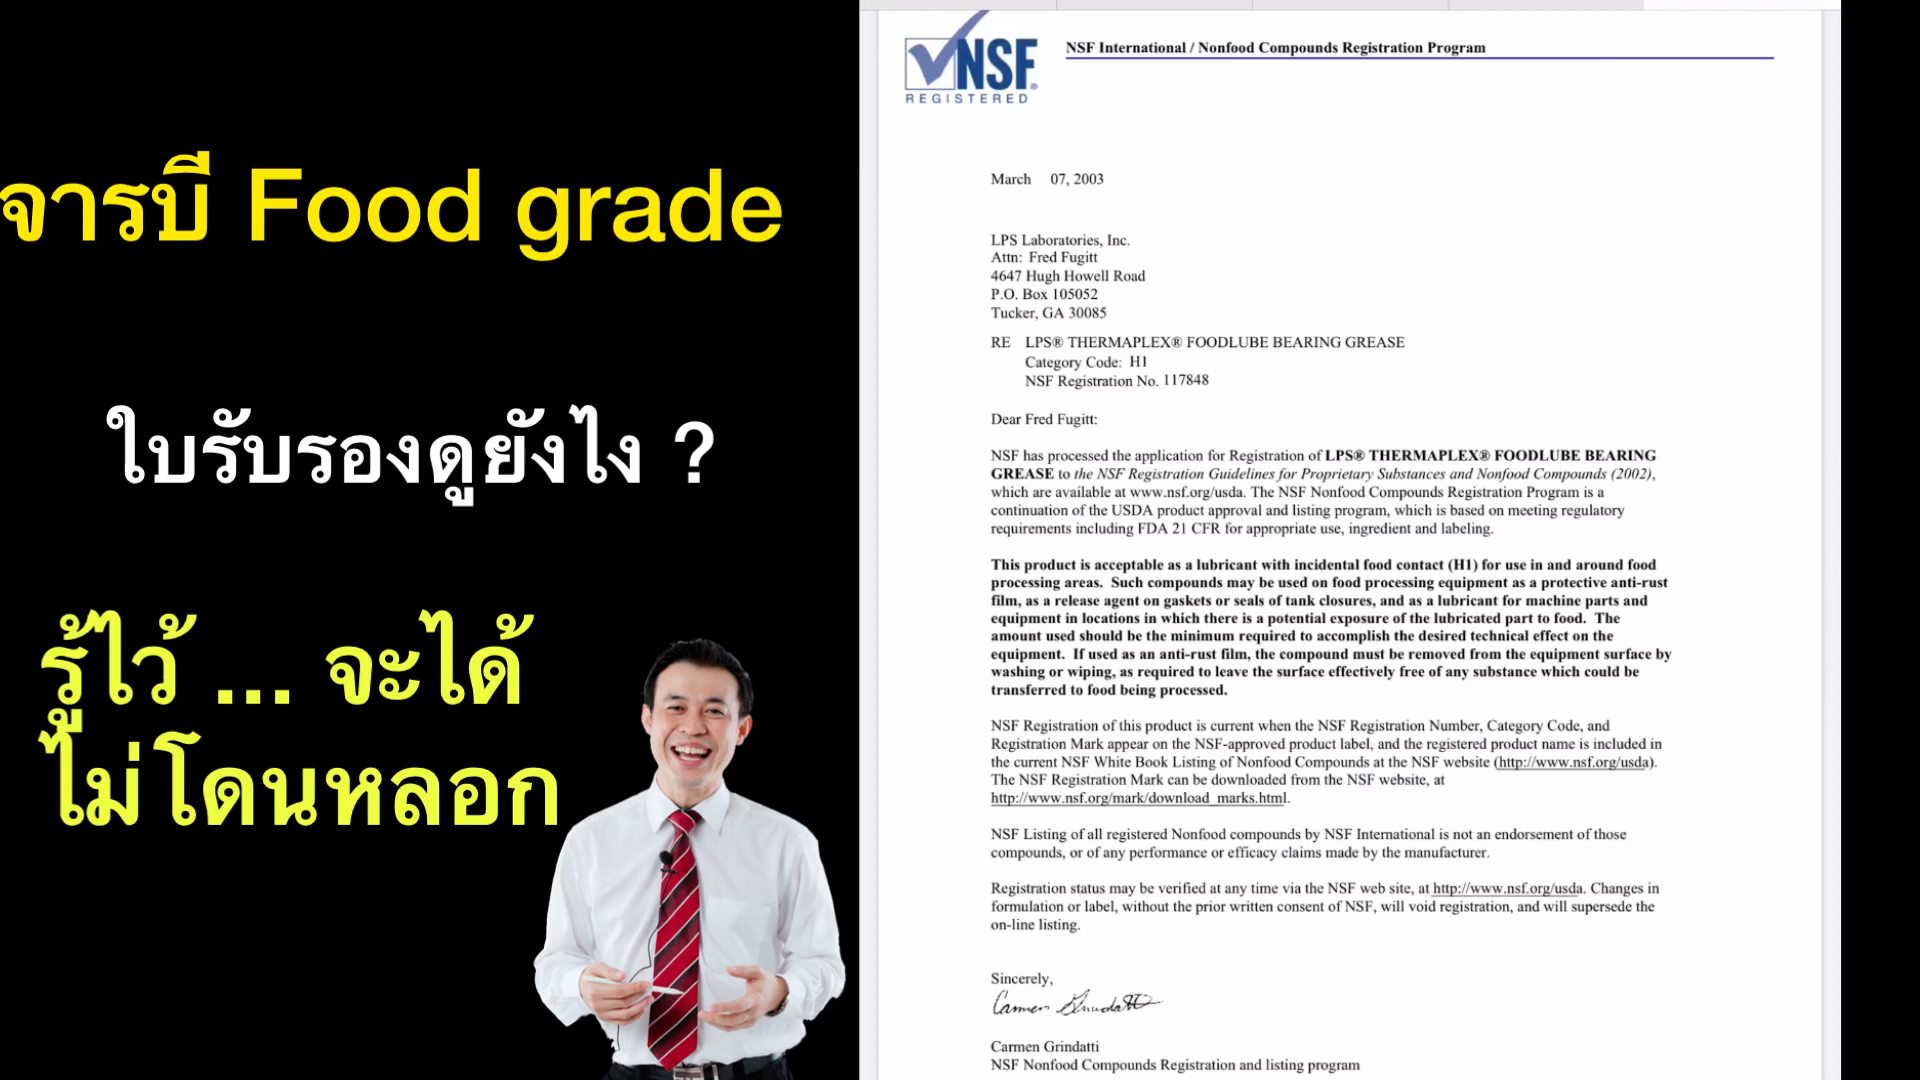 จารบี Food grade
ใบรับรองดูยังไง ?
รู้ไว้ ... จะได้
ไม่โดนหลอก
NSF®
REGISTERED
NSF International / Nonfood Compounds Registration Program
March 07, 2003
LPS Laboratories, Inc.
Attn: Fred Fugitt
4647 Hugh Howell Road
P.O. Box 105052
Tucker, GA 30085
RE LPS® THERMAPLEX® FOODLUBE BEARING GREASE
Category Code: H1
NSF Registration No. 117848
Dear Fred Fugitt:
NSF has processed the application for Registration of LPS® THERMAPLEX® FOODLUBE BEARING
GREASE to the NSF Registration Guidelines for Proprietary Substances and Nonfood Compounds (2002),
which are available at www.nsf.org/usda. The NSF Nonfood Compounds Registration Program is a
continuation of the USDA product approval and listing program, which is based on meeting regulatory
requirements including FDA 21 CFR for appropriate use, ingredient and labeling.
This product is acceptable as a lubricant with incidental food contact (H1) for use in and around food
processing areas. Such compounds may be used on food processing equipment as a protective anti-rust
film, as a release agent on gaskets or seals of tank closures, and as a lubricant for machine parts and
equipment in locations in which there is a potential exposure of the lubricated part to food. The
amount used should be the minimum required to accomplish the desired technical effect on the
equipment. If used as an anti-rust film, the compound must be removed from the equipment surface by
washing or wiping, as required to leave the surface effectively free of any substance which could be
transferred to food being processed.
NSF Registration of this product is current when the NSF Registration Number, Category Code, and
Registration Mark appear on the NSF-approved product label, and the registered product name is included in
the current NSF White Book Listing of Nonfood Compounds at the NSF website (http://www.nsf.org/usda).
The NSF Registration Mark can be downloaded from the NSF website, at
http://www.nsf.org/mark/download_marks.html.
NSF Listing of all registered Nonfood compounds by NSF International is not an endorsement of those
compounds, or of any performance or efficacy claims made by the manufacturer.
Registration status may be verified at any time via the NSF web site, at http://www.nsf.org/usda. Changes in
formulation or label, without the prior written consent of NSF, will void registration, and will supersede the
on-line listing.
Sincerely,
Carmen Grindatti
Carmen Grindatti
NSF Nonfood Compounds Registration and listing program